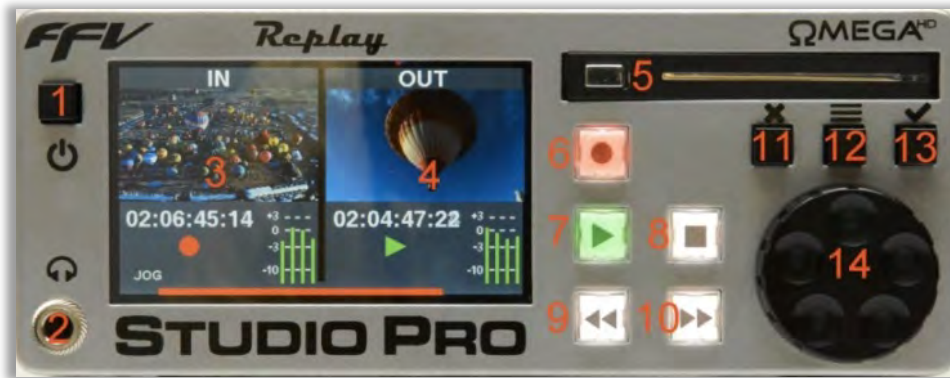 FFV Replay ΩMEGA HD
IN OUT
5
1
3 4
6 11 12 13
02:06:45:14 +3 02:04:47:22 +3
0 0
-3 -3
7 8
14
JOG -10 -10
2
STUDIO PRO
9 10